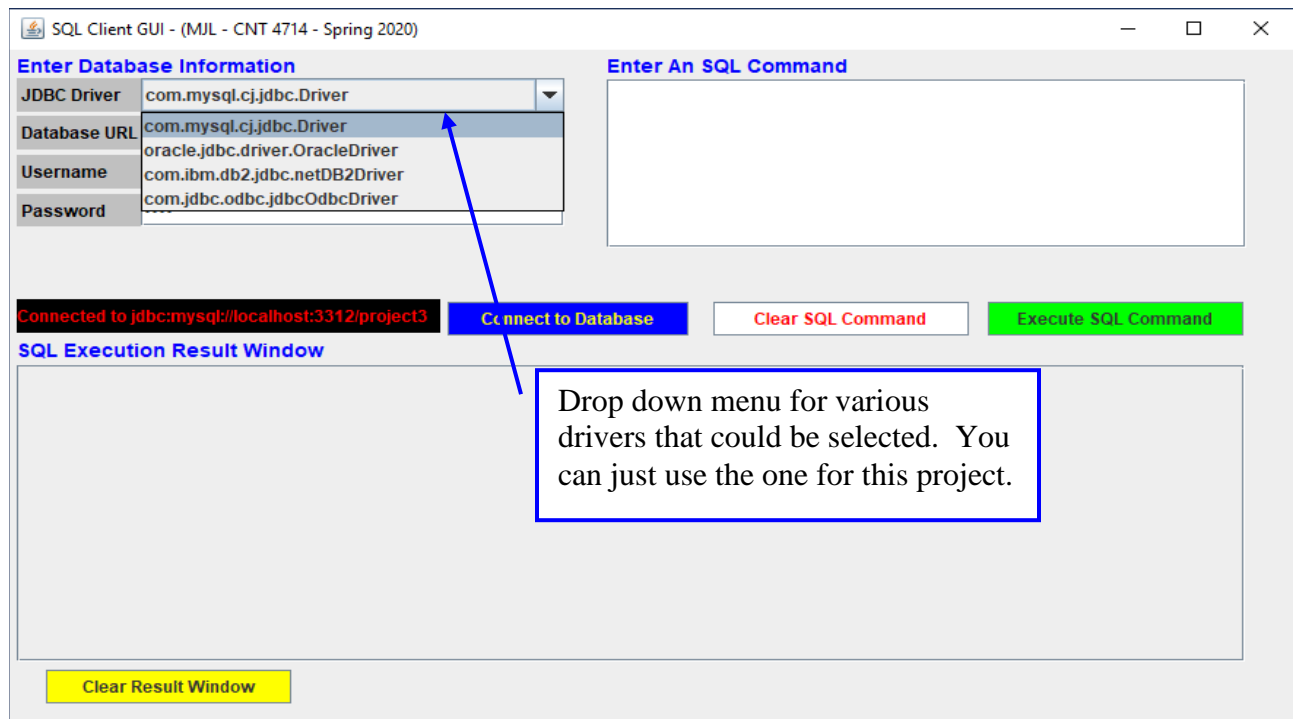 SQL Client GUI - (MJL - CNT 4714 - Spring 2020)
Enter Database Information
Enter An SQL Command
JDBC Driver
com.mysql.cj.jdbc.Driver
Database URL
com.mysql.cj.jdbc.Driver
oracle.jdbc.driver.OracleDriver
Username
com.ibm.db2.jdbc.netDB2Driver
com.jdbc.odbc.jdbcOdbcDriver
Password
Connected to jdbc:mysql://localhost:3312/project3
Connect to Database
Clear SQL Command
Execute SQL Command
SQL Execution Result Window
Drop down menu for various
drivers that could be selected. You
can just use the one for this project.
Clear Result Window